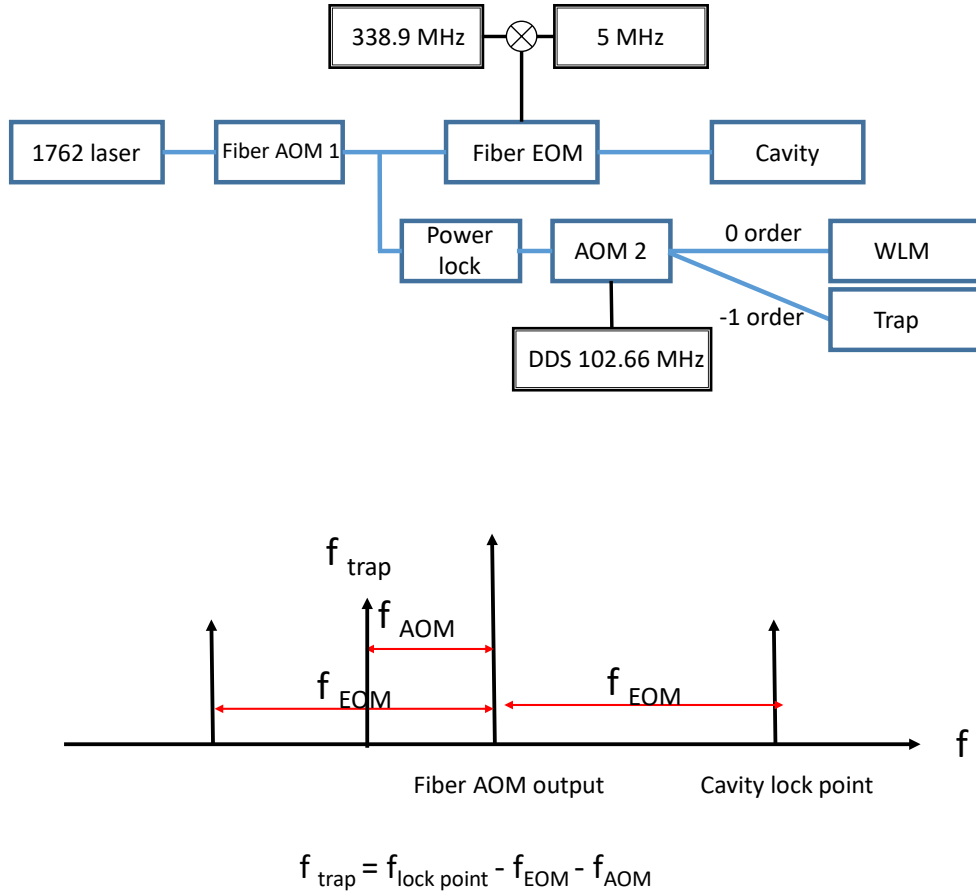 338.9 MHz
5 MHz
1762 laser
Fiber AOM 1
Fiber EOM
Cavity
Power
lock
AOM 2
0 order
WLM
-1 order
Trap
DDS 102.66 MHz
f trap
f AOM
f EOM
f EOM
f
Fiber AOM output
Cavity lock point
f trap = f lock point - f EOM - f AOM